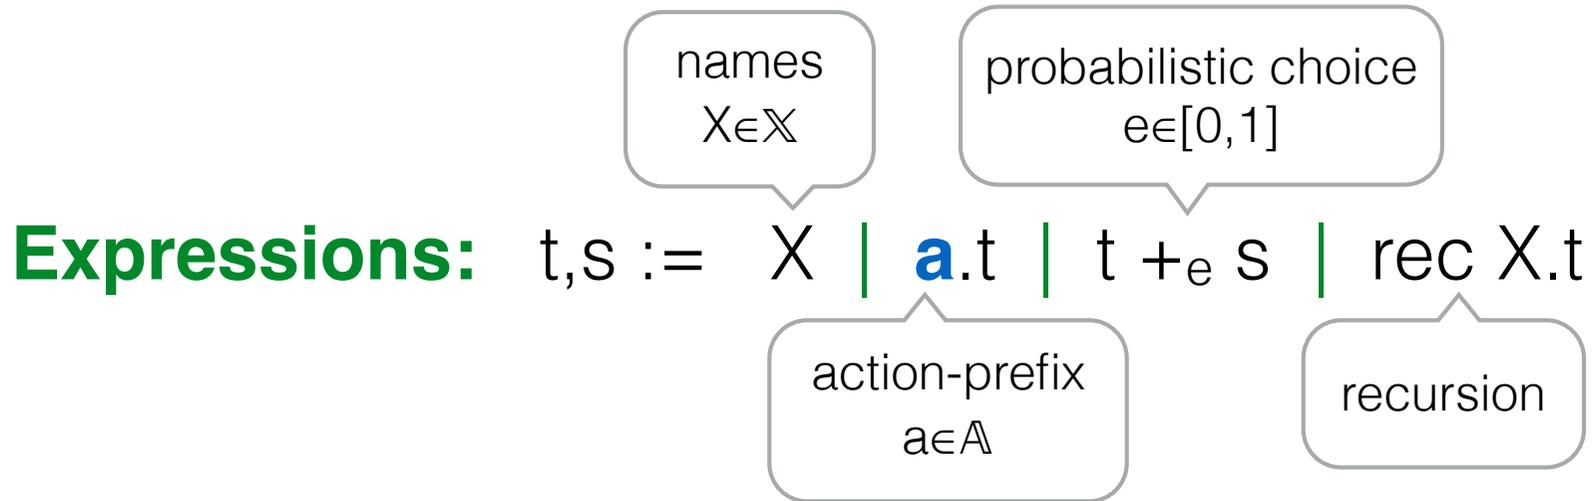 names
X∈𝕏
probabilistic choice
e∈[0,1]
Expressions: t,s := X | a.t | t +ₑ s | rec X.t
action-prefix
a∈𝔸
recursion